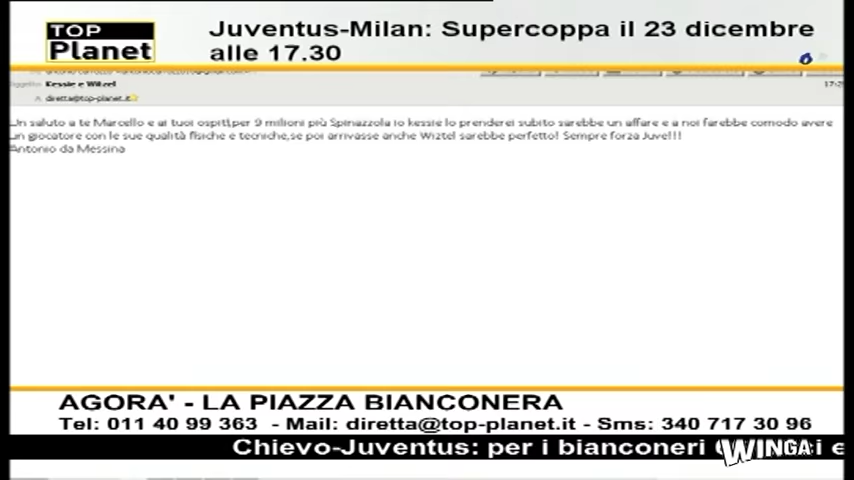 TOP
Planet
Juventus-Milan: Supercoppa il 23 dicembre
alle 17.30
Kessie e Witzel
A diretta@top-planet.it
Un saluto a te Marcello e ai tuoi ospiti,per 9 milioni più Spinazzola io kessie lo prenderei subito sarebbe un affare e a noi farebbe comodo avere
un giocatore con le sue qualità fisiche e tecniche,se poi arrivasse anche Wiztel sarebbe perfetto! Sempre forza Juve!!!
Antonio da Messina
AGORA' - LA PIAZZA BIANCONERA
Tel: 011 40 99 363 - Mail: diretta@top-planet.it - Sms: 340 717 30 96
Chievo-Juventus: per i bianconeri
WINGA